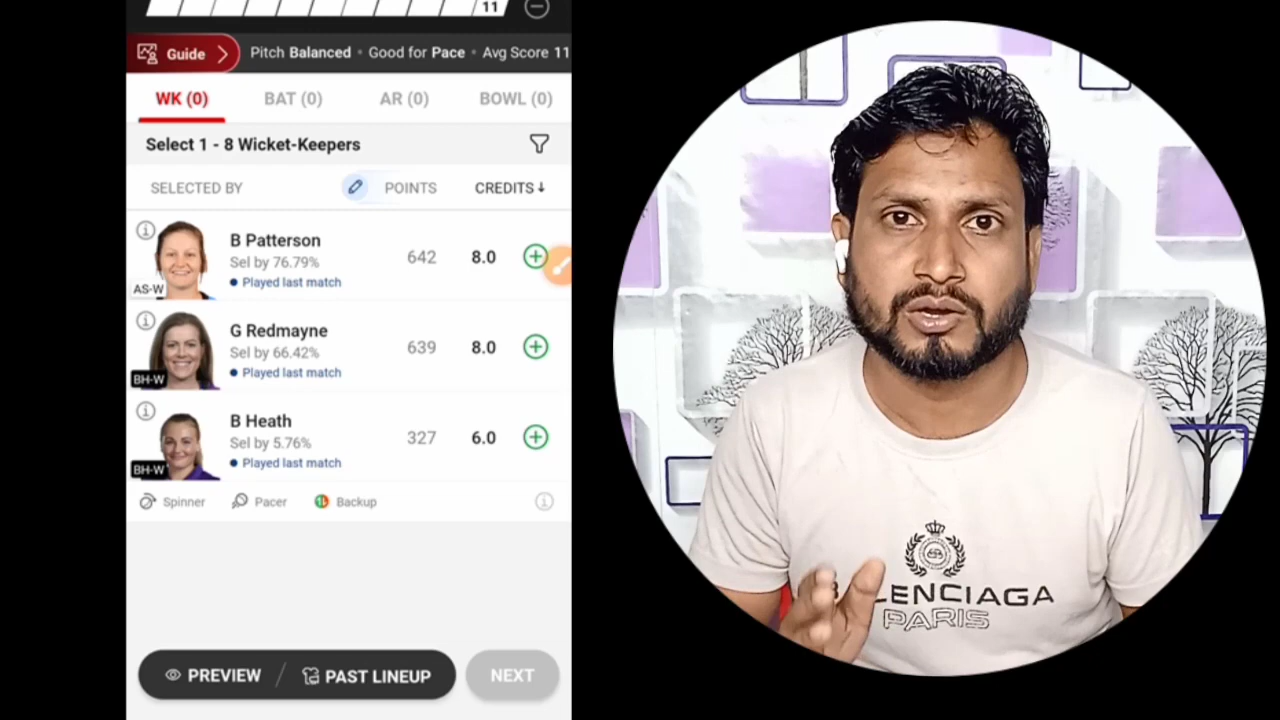 11
Guide
Pitch Balanced • Good for Pace • Avg Score 11
WK (0)
BAT (0)
AR (0)
BOWL (0)
Select 1 - 8 Wicket-Keepers
SELECTED BY
POINTS
CREDITS↓
B Patterson
Sel by 76.79%
Played last match
AS-W
642
8.0
G Redmayne
Sel by 66.42%
Played last match
BH-W
639
8.0
B Heath
Sel by 5.76%
Played last match
BH-W
327
6.0
Spinner
Pacer
Backup
PREVIEW
PAST LINEUP
NEXT
LENCIAGA
PARIS